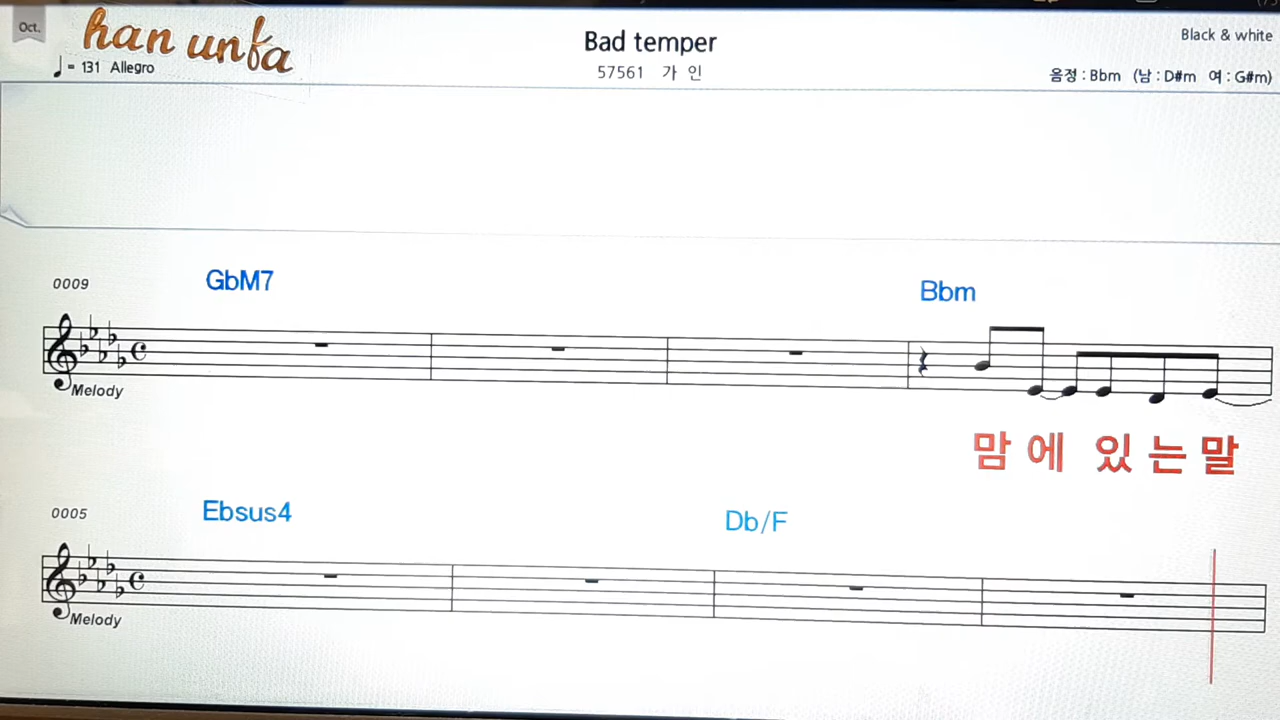 Oct.
han unfa
Bad temper
Black & white
♩ = 131 Allegro
57561 가 인
음정 : Bbm (남 : D#m 여 : G#m)
0009
GbM7
Bbm
Melody
맘 에 있 는 말
0005
Ebsus4
Db/F
Melody